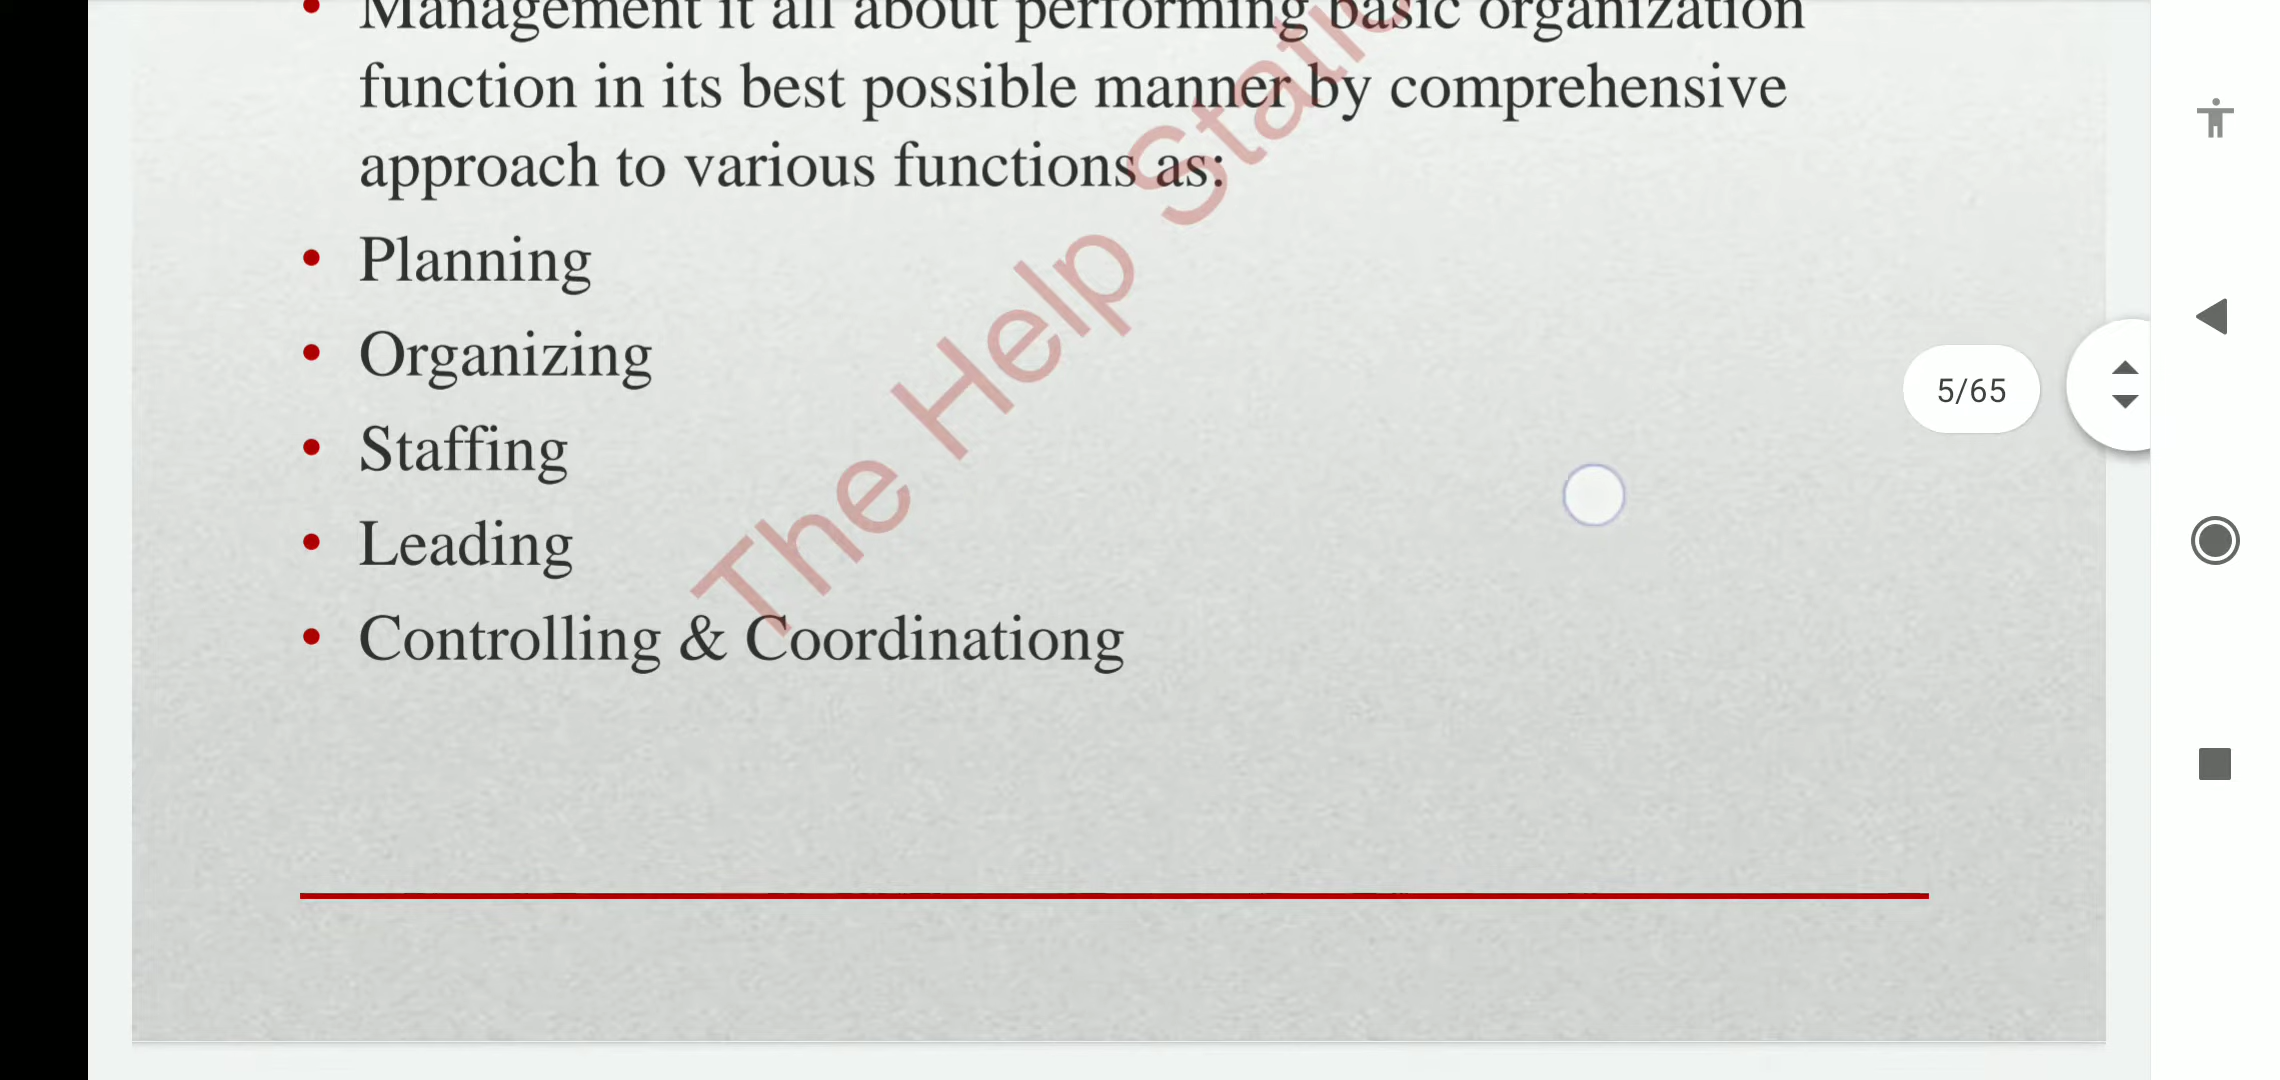 Management it all about performing basic organization
function in its best possible manner by comprehensive
approach to various functions as:
Planning
Organizing
Staffing
Leading
Controlling & Coordinationg
The Help Static
5/65